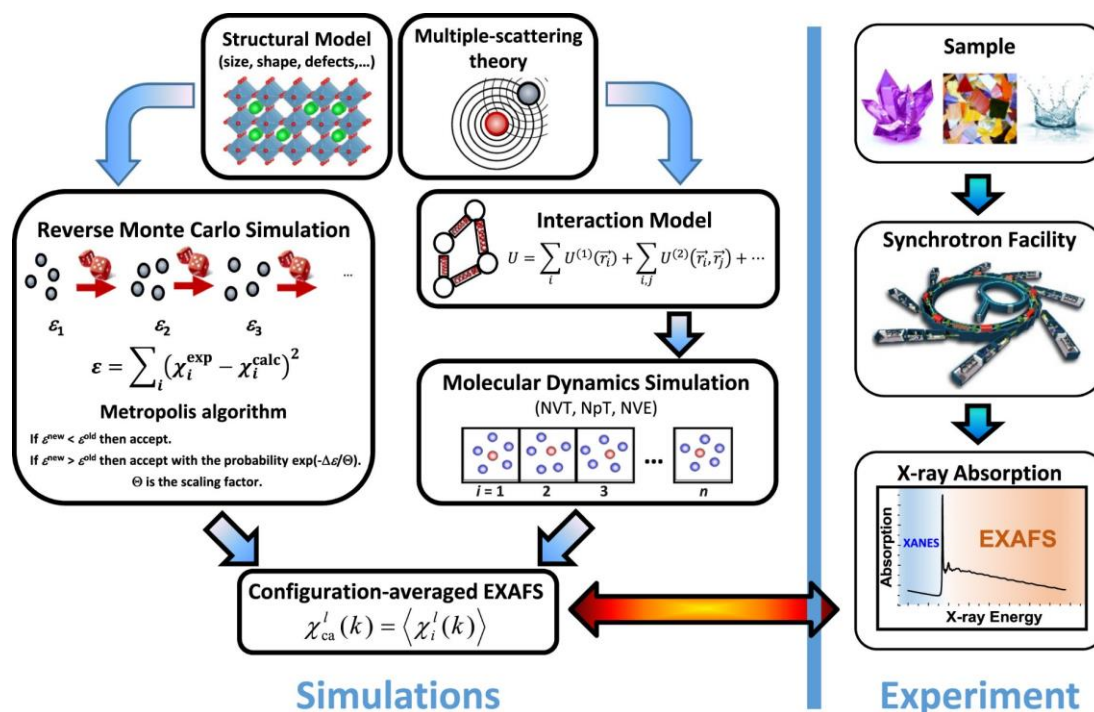 Structural Model
(size, shape, defects,...)
Multiple-scattering
theory
Reverse Monte Carlo Simulation
...
ε₁ ε₂ ε₃
ε = ∑ᵢ(χᵢᵉˣᵖ − χᵢᶜᵃˡᶜ)²
Metropolis algorithm
If εⁿᵉʷ < εᵒˡᵈ then accept.
If εⁿᵉʷ > εᵒˡᵈ then accept with the probability exp(-Δε/Θ).
Θ is the scaling factor.
Interaction Model
U = ∑ᵢ U⁽¹⁾(r⃗ᵢ) + ∑ᵢ,ⱼ U⁽²⁾(r⃗ᵢ, r⃗ⱼ) + ⋯
Molecular Dynamics Simulation
(NVT, NpT, NVE)
...
i = 1 2 3 n
Configuration-averaged EXAFS
χˡ_ca(k) = ⟨χˡᵢ(k)⟩
Simulations
Sample
Synchrotron Facility
X-ray Absorption
Absorption
XANES
EXAFS
X-ray Energy
Experiment